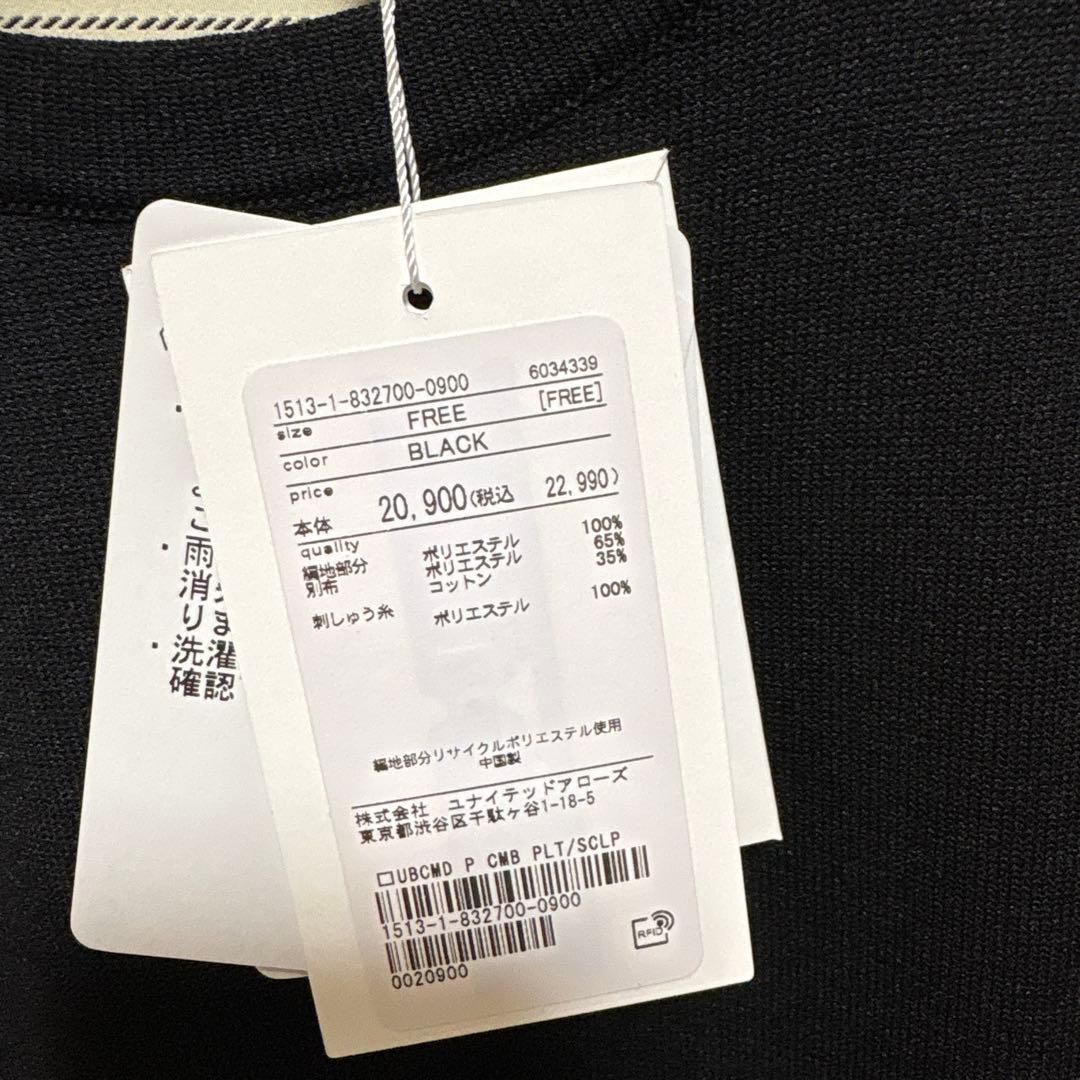 1513-1-832700-0900 6034339
size FREE [FREE]
color BLACK
price
本体 20,900(税込 22,990)
quality
編地部分 ポリエステル 100%
別布 ポリエステル 65%
コットン 35%
刺しゅう糸 ポリエステル 100%
編地部分リサイクルポリエステル使用
中国製
株式会社 ユナイテッドアローズ
東京都渋谷区千駄ケ谷1-18-5
□UBCMD P CMB PLT/SCLP
1513-1-832700-0900
0020900
RFID
・雨
消
り ま
・洗濯
確認